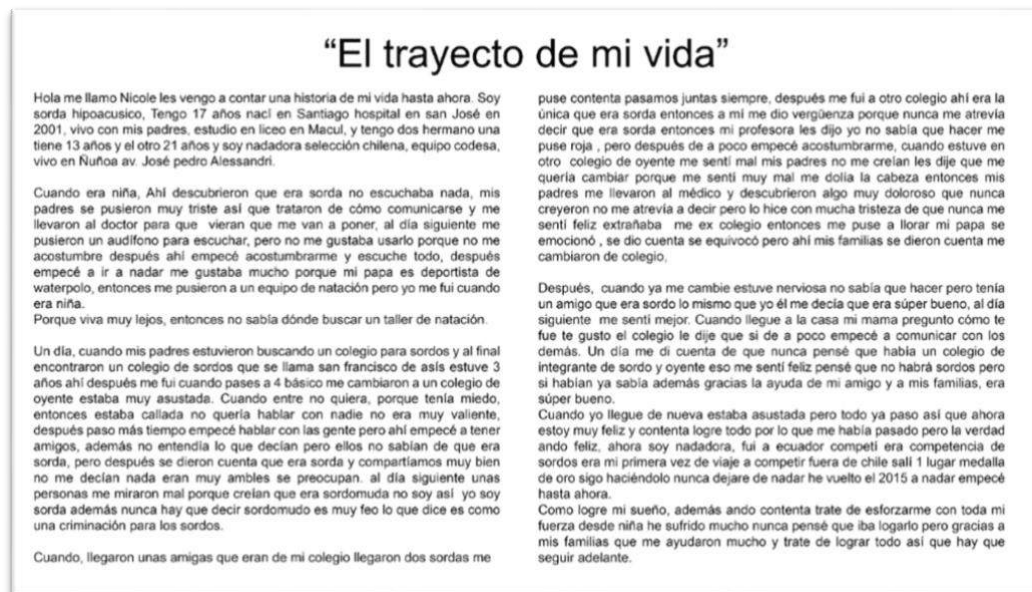 “El trayecto de mi vida”
Hola me llamo Nicole les vengo a contar una historia de mi vida hasta ahora. Soy
sorda hipoacusico, Tengo 17 años nací en Santiago hospital en san José en
2001, vivo con mis padres, estudio en liceo en Macul, y tengo dos hermano una
tiene 13 años y el otro 21 años y soy nadadora selección chilena, equipo codesa,
vivo en Ñuñoa av. José pedro Alessandri.
Cuando era niña, Ahí descubrieron que era sorda no escuchaba nada, mis
padres se pusieron muy triste así que trataron de cómo comunicarse y me
llevaron al doctor para que vieran que me van a poner, al día siguiente me
pusieron un audífono para escuchar, pero no me gustaba usarlo porque no me
acostumbre después ahí empecé acostumbrarme y escuche todo, después
empecé a ir a nadar me gustaba mucho porque mi papa es deportista de
waterpolo, entonces me pusieron a un equipo de natación pero yo me fui cuando
era niña.
Porque viva muy lejos, entonces no sabía dónde buscar un taller de natación.
Un día, cuando mis padres estuvieron buscando un colegio para sordos y al final
encontraron un colegio de sordos que se llama san francisco de asís estuve 3
años ahí después me fui cuando pases a 4 básico me cambiaron a un colegio de
oyente estaba muy asustada. Cuando entre no quiera, porque tenía miedo,
entonces estaba callada no quería hablar con nadie no era muy valiente,
después paso más tiempo empecé hablar con las gente pero ahí empecé a tener
amigos, además no entendía lo que decían pero ellos no sabían de que era
sorda, pero después se dieron cuenta que era sorda y compartíamos muy bien
no me decían nada eran muy ambles se preocupan. al día siguiente unas
personas me miraron mal porque creían que era sordomuda no soy así yo soy
sorda además nunca hay que decir sordomudo es muy feo lo que dice es como
una criminación para los sordos.
Cuando, llegaron unas amigas que eran de mi colegio llegaron dos sordas me
puse contenta pasamos juntas siempre, después me fui a otro colegio ahí era la
única que era sorda entonces a mí me dio vergüenza porque nunca me atrevía
decir que era sorda entonces mi profesora les dijo yo no sabía que hacer me
puse roja , pero después de a poco empecé acostumbrarme, cuando estuve en
otro colegio de oyente me sentí mal mis padres no me creían les dije que me
quería cambiar porque me sentí muy mal me dolía la cabeza entonces mis
padres me llevaron al médico y descubrieron algo muy doloroso que nunca
creyeron no me atrevía a decir pero lo hice con mucha tristeza de que nunca me
sentí feliz extrañaba me ex colegio entonces me puse a llorar mi papa se
emocionó , se dio cuenta se equivocó pero ahí mis familias se dieron cuenta me
cambiaron de colegio,
Después, cuando ya me cambie estuve nerviosa no sabía que hacer pero tenía
un amigo que era sordo lo mismo que yo él me decía que era súper bueno, al día
siguiente me sentí mejor. Cuando llegue a la casa mi mama pregunto cómo te
fue te gusto el colegio le dije que si de a poco empecé a comunicar con los
demás. Un día me di cuenta de que nunca pensé que había un colegio de
integrante de sordo y oyente eso me sentí feliz pensé que no habrá sordos pero
si habían ya sabía además gracias la ayuda de mi amigo y a mis familias, era
súper bueno.
Cuando yo llegue de nueva estaba asustada pero todo ya paso así que ahora
estoy muy feliz y contenta logre todo por lo que me había pasado pero la verdad
ando feliz, ahora soy nadadora, fui a ecuador competí era competencia de
sordos era mi primera vez de viaje a competir fuera de chile salí 1 lugar medalla
de oro sigo haciéndolo nunca dejare de nadar he vuelto el 2015 a nadar empecé
hasta ahora.
Como logre mi sueño, además ando contenta trate de esforzarme con toda mi
fuerza desde niña he sufrido mucho nunca pensé que iba logarlo pero gracias a
mis familias que me ayudaron mucho y trate de lograr todo así que hay que
seguir adelante.